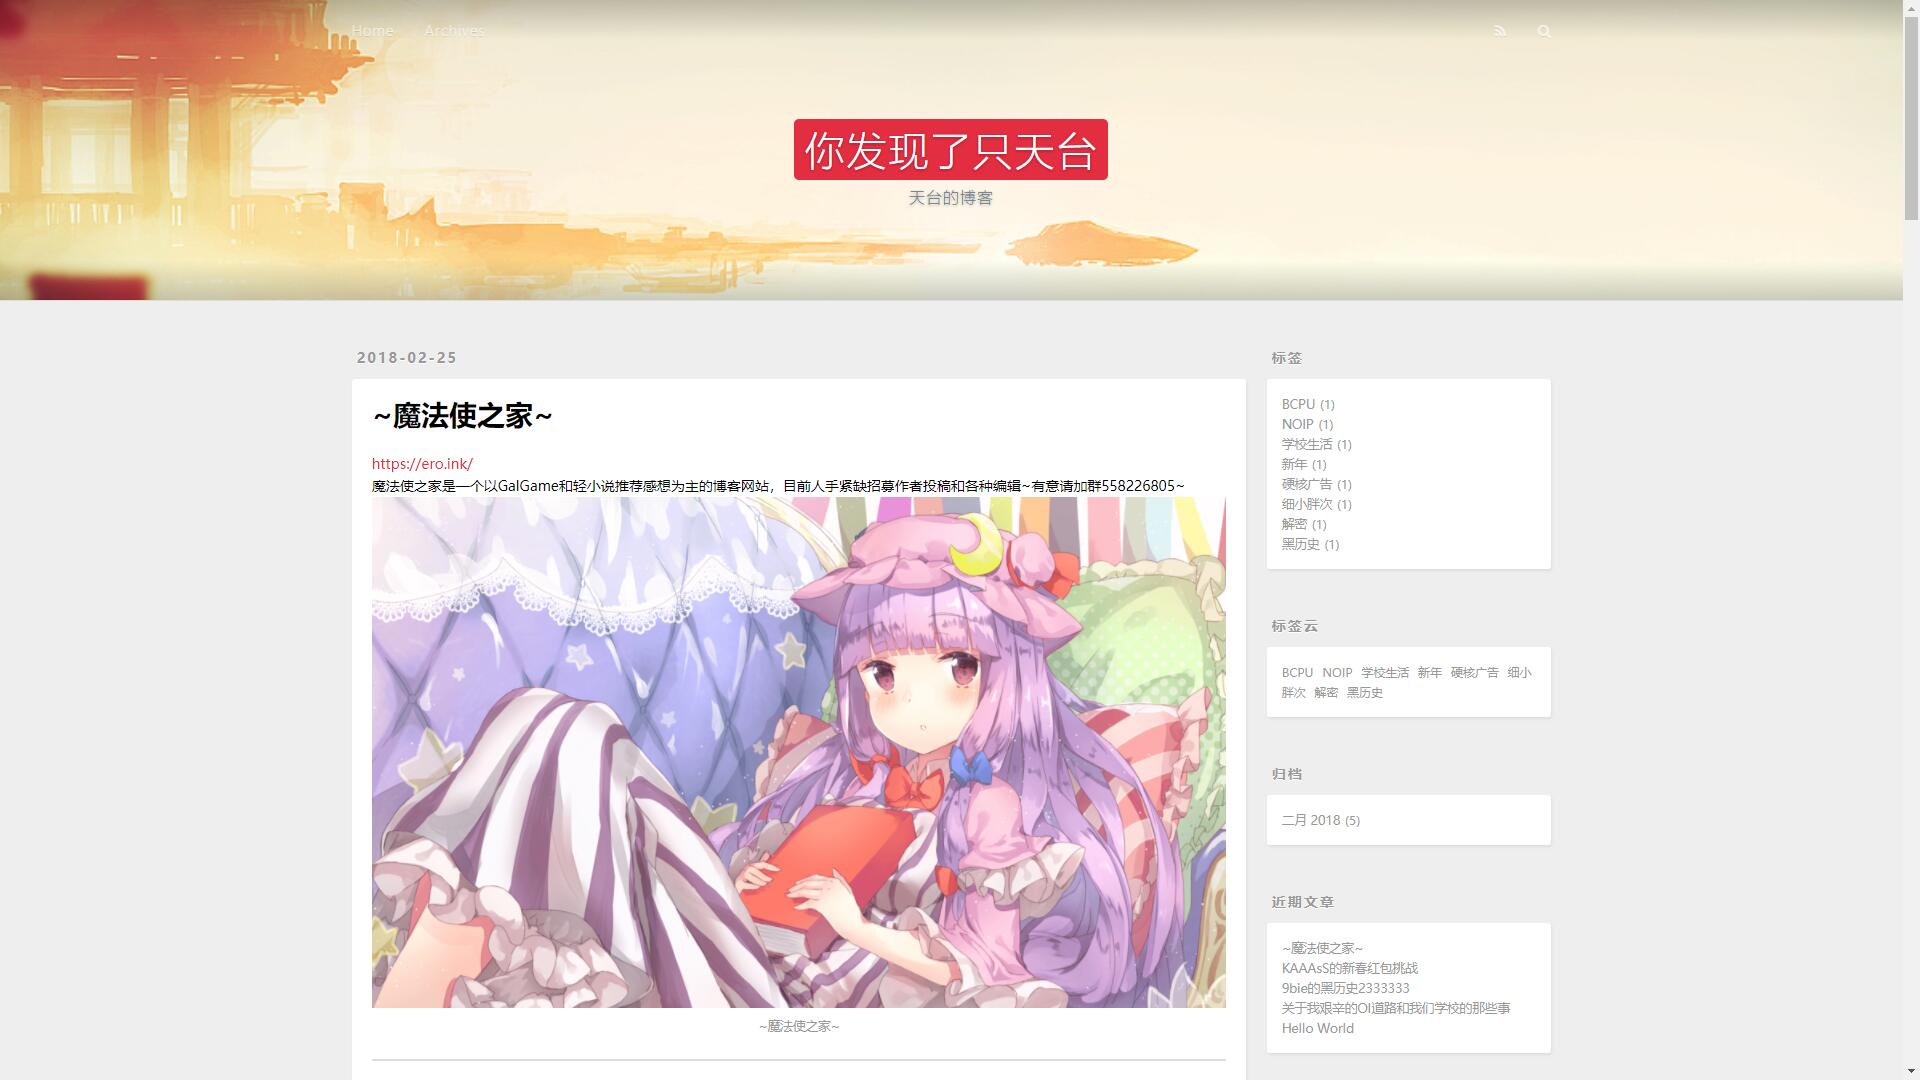 Home Archives
你发现了只天台
天台的博客
2018-02-25
~魔法使之家~
https://ero.ink/
魔法使之家是一个以GalGame和轻小说推荐感想为主的博客网站，目前人手紧缺招募作者投稿和各种编辑~有意请加群558226805~
~魔法使之家~
标签
BCPU (1)
NOIP (1)
学校生活 (1)
新年 (1)
硬核广告 (1)
细小胖次 (1)
解密 (1)
黑历史 (1)
标签云
BCPU NOIP 学校生活 新年 硬核广告 细小
胖次 解密 黑历史
归档
二月 2018 (5)
近期文章
~魔法使之家~
KAAAsS的新春红包挑战
9bie的黑历史2333333
关于我艰辛的OI道路和我们学校的那些事
Hello World